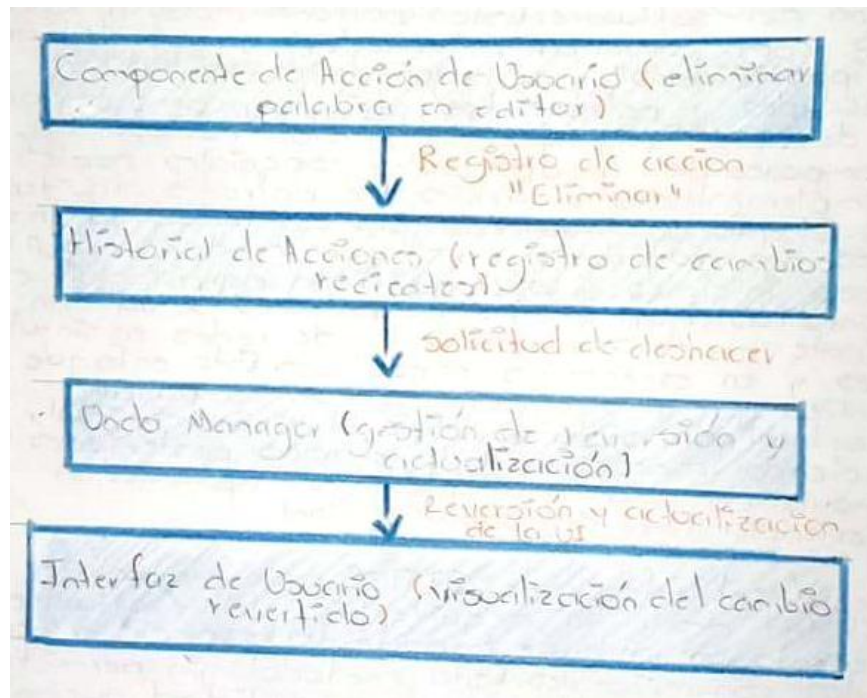 Componente de Acción de Usuario (eliminar
palabra en editor)
Registro de acción
"Eliminar"
Historial de Acciones (registro de cambios
recientes)
solicitud de deshacer
Undo Manager (gestión de reversión y
actualización)
Reversión y actualización
de la UI
Interfaz de Usuario (visualización del cambio
revertido)